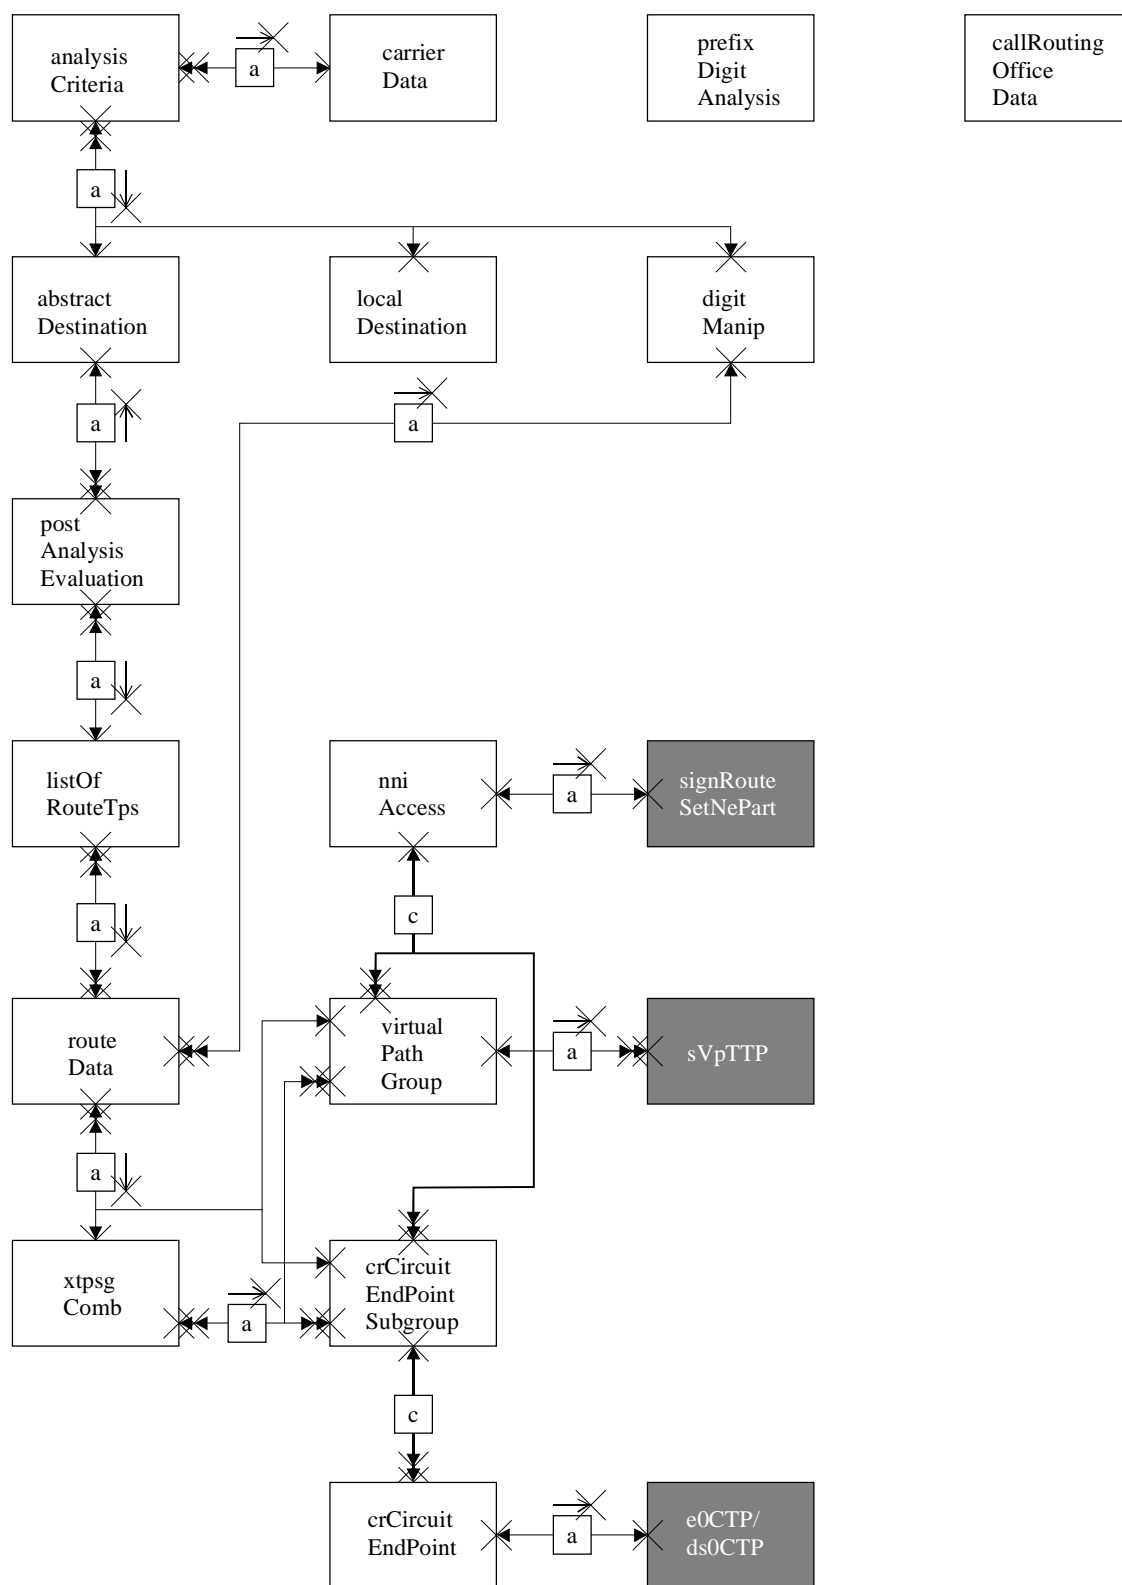 analysis
Criteria
a
carrier
Data
prefix
Digit
Analysis
callRouting
Office
Data
a
abstract
Destination
local
Destination
digit
Manip
a
a
post
Analysis
Evaluation
a
listOf
RouteTps
nni
Access
a
signRoute
SetNePart
a
c
route
Data
virtual
Path
Group
a
sVpTTP
a
xtpsg
Comb
a
crCircuit
EndPoint
Subgroup
c
crCircuit
EndPoint
a
e0CTP/
ds0CTP